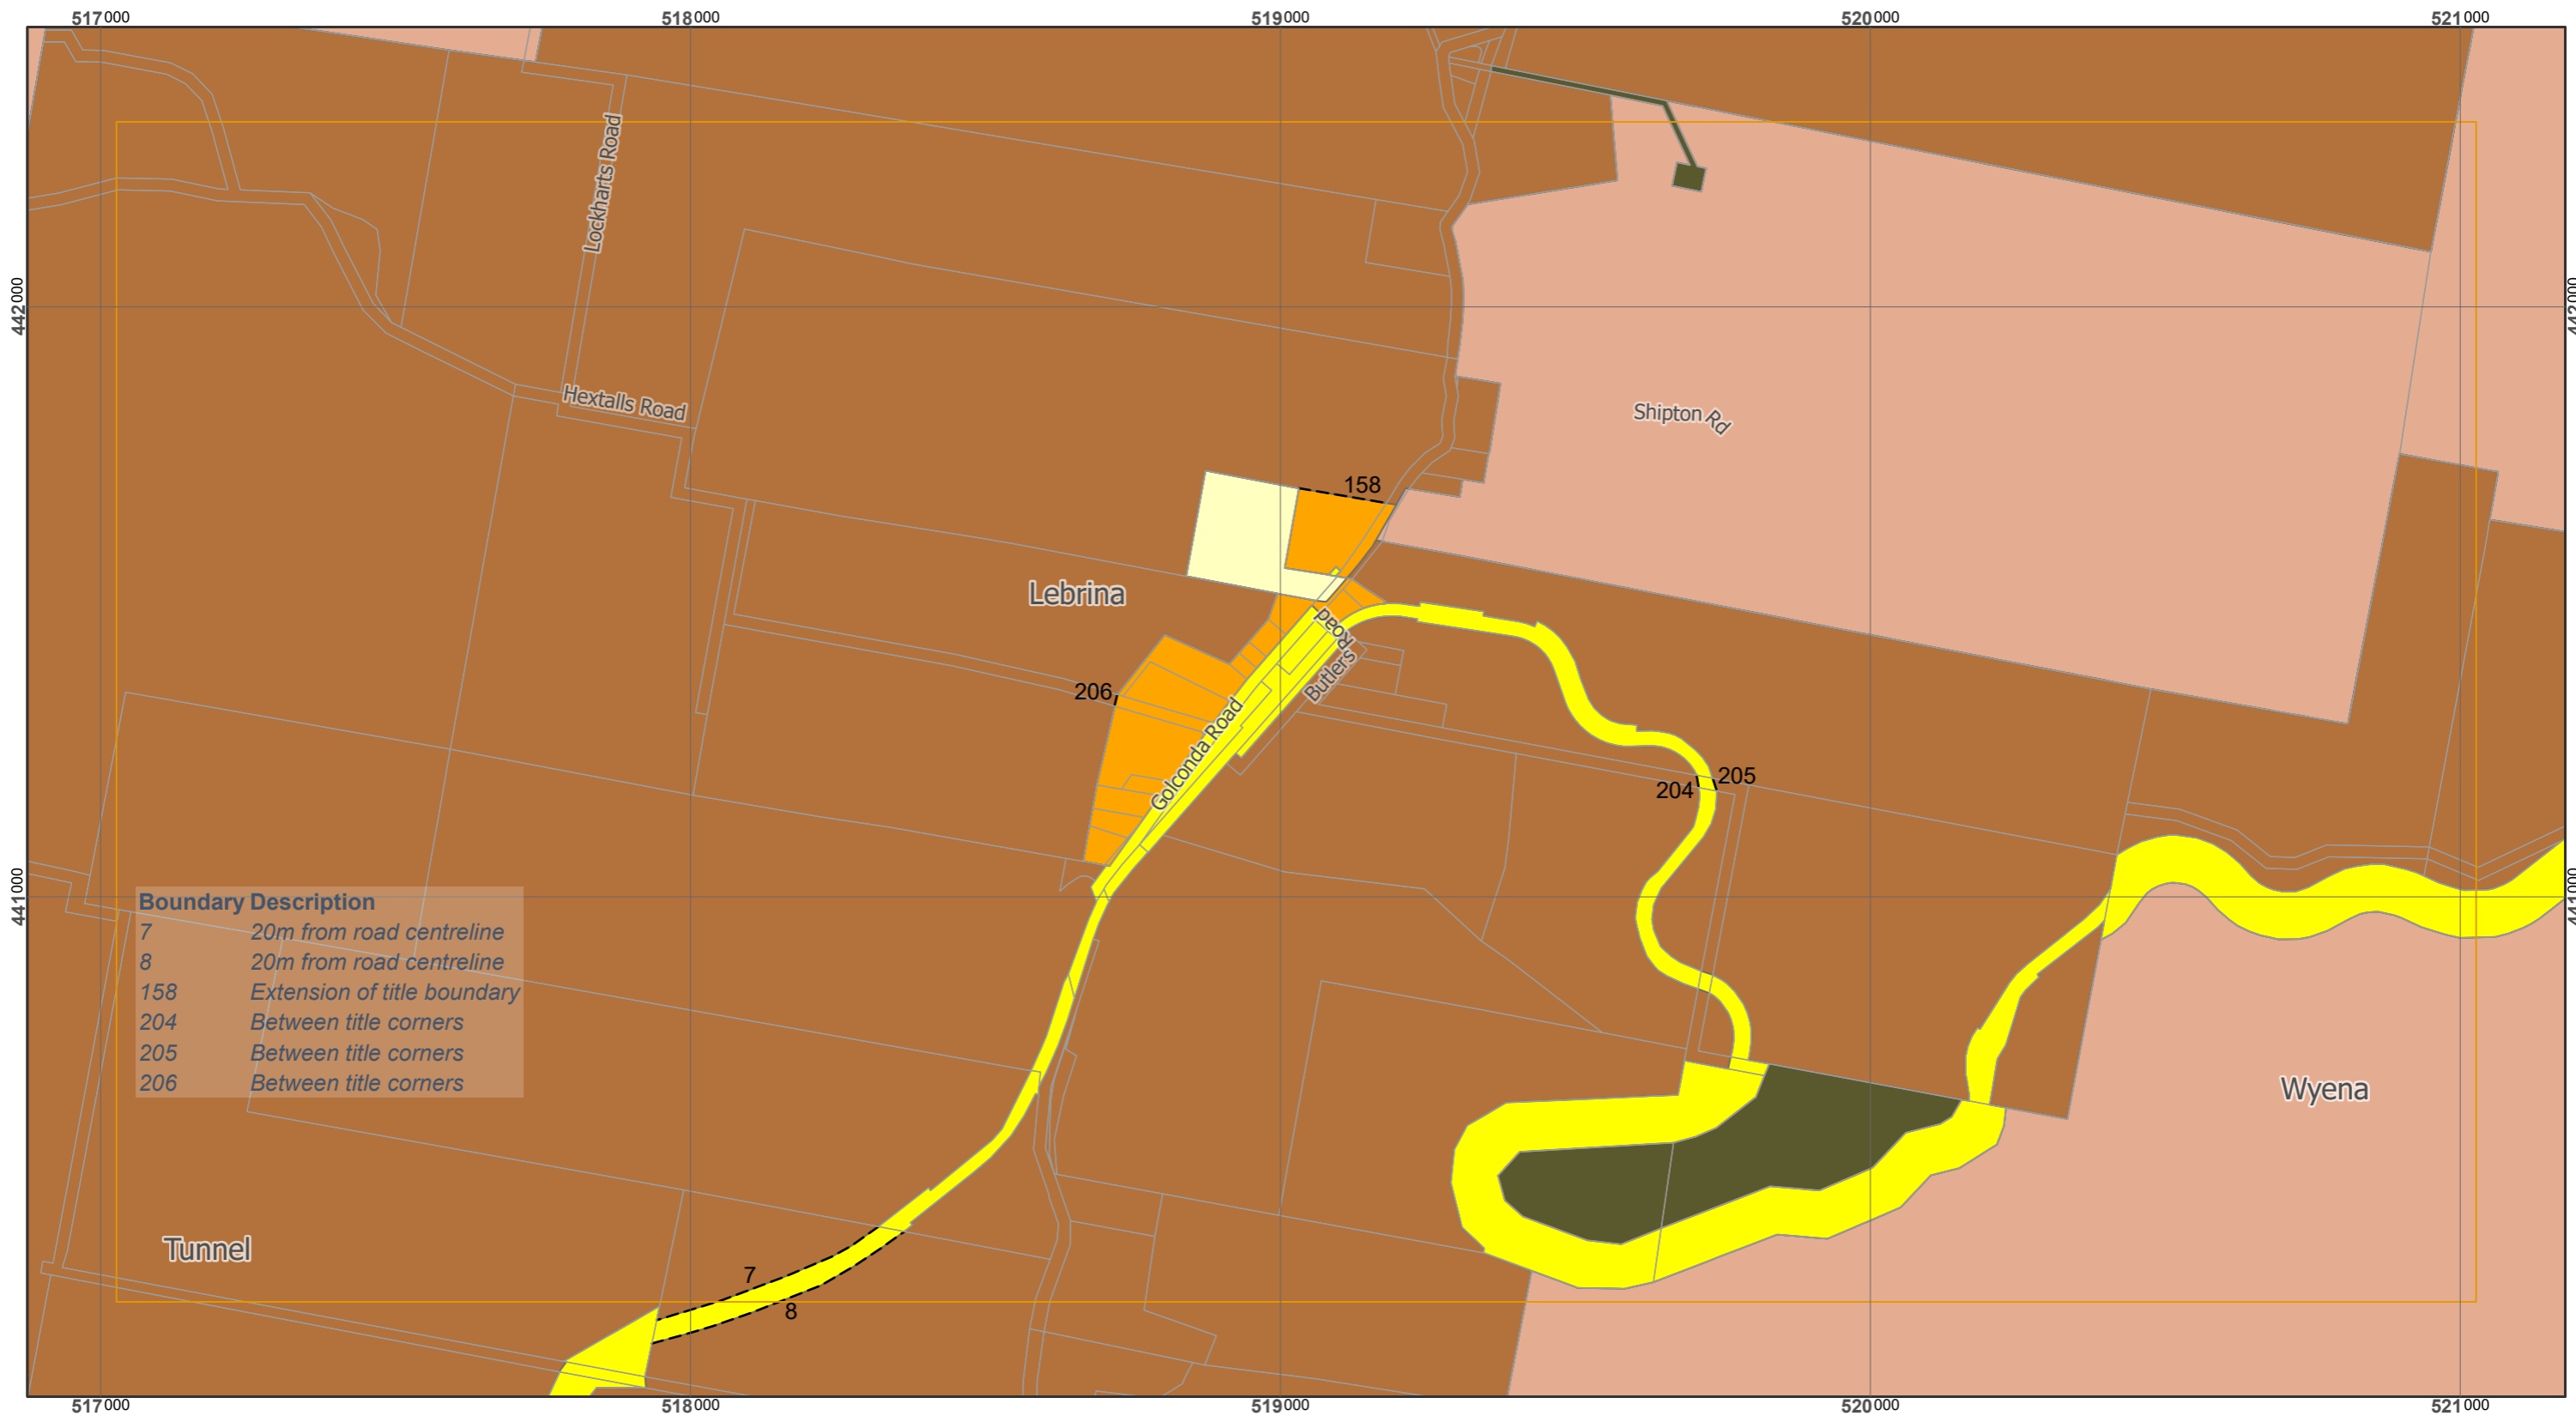 517000 518000 519000 520000 521000
Lockharts Road
442000 442000
Hextalls Road
Shipton Rd
158
Lebrina
Butlers Road
206
Golconda Road
204 205
441000 441000
Boundary Description
7 20m from road centreline
8 20m from road centreline
158 Extension of title boundary
204 Between title corners
205 Between title corners
206 Between title corners
Wyena
Tunnel
7
8
517000 518000 519000 520000 521000